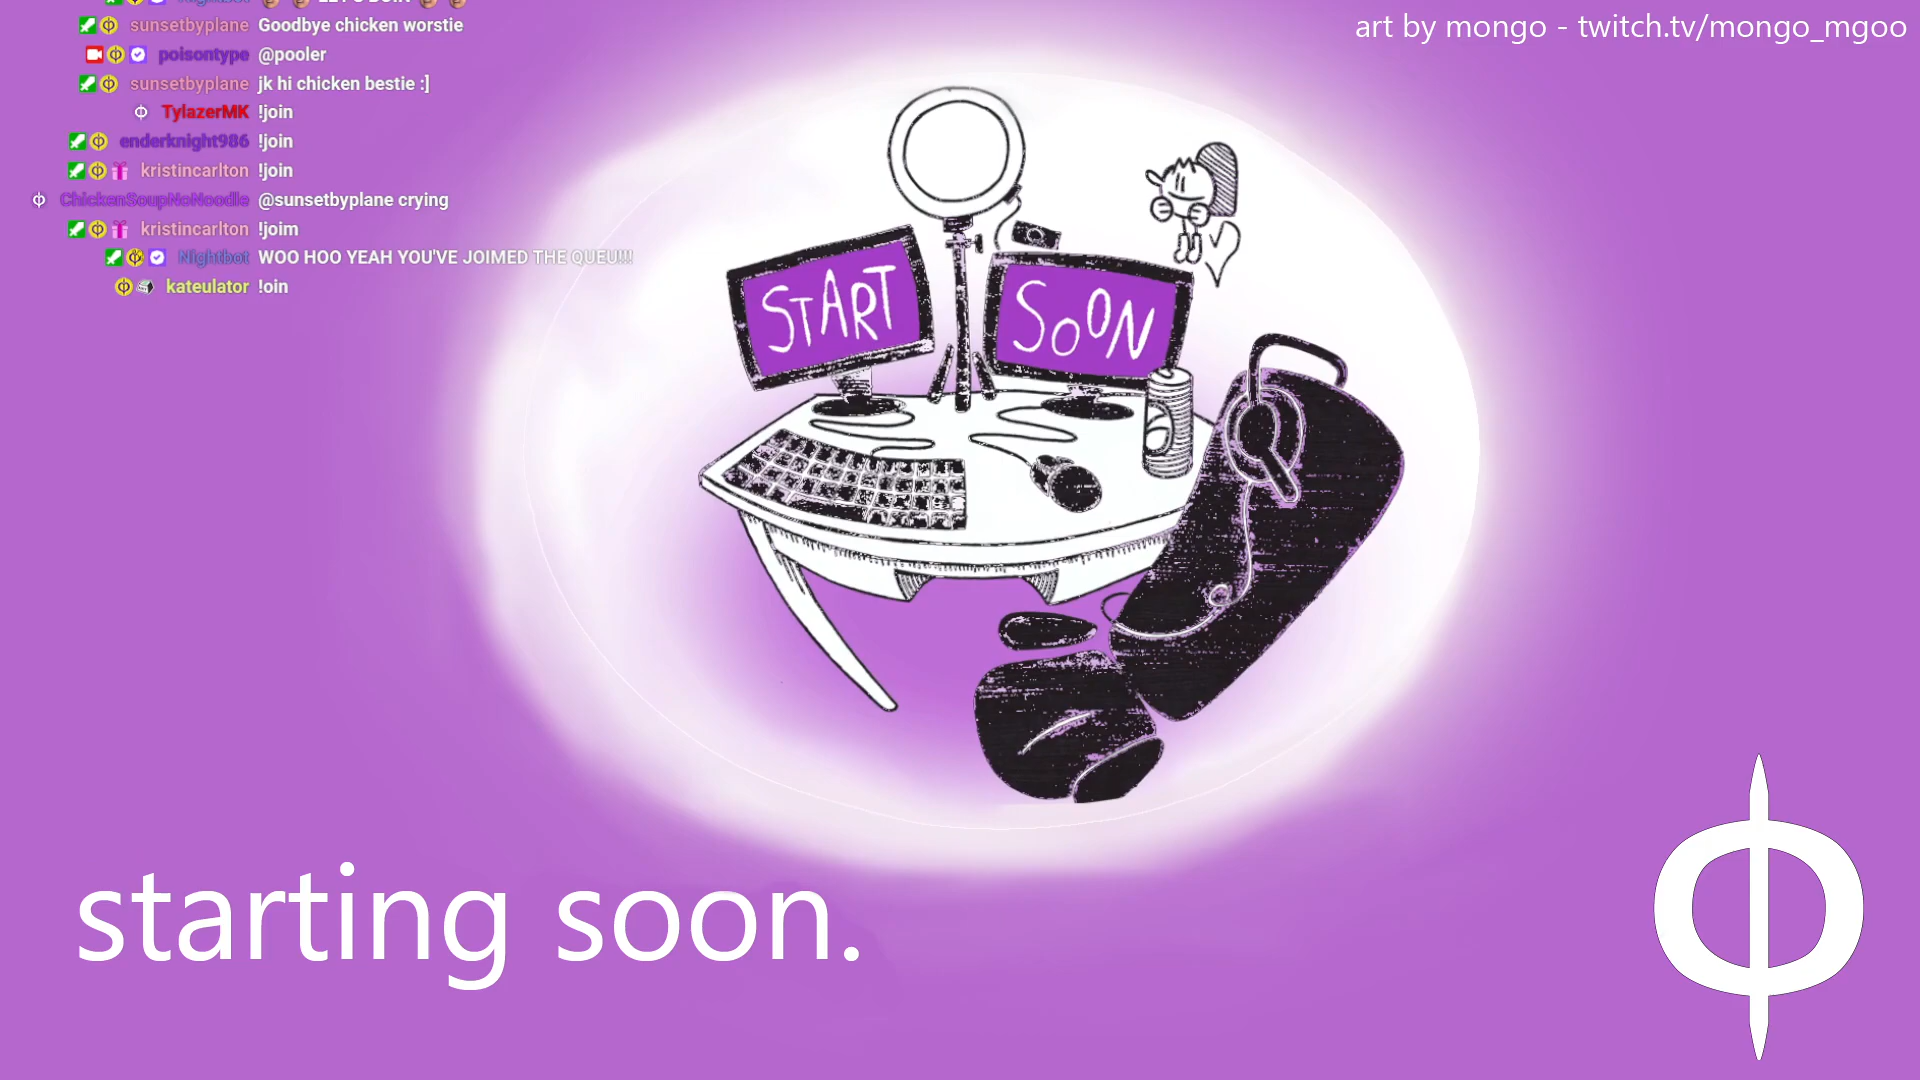 art by mongo - twitch.tv/mongo_mgoo
sunsetbyplane Goodbye chicken worstie
poisontype @pooler
sunsetbyplane jk hi chicken bestie :]
TylazerMK !join
enderknight986 !join
kristincarlton !join
ChickenSoupNoNoodle @sunsetbyplane crying
kristincarlton !joim
Nightbot WOO HOO YEAH YOU'VE JOIMED THE QUEU!!!
kateulator !oin
START
SOON
starting soon.